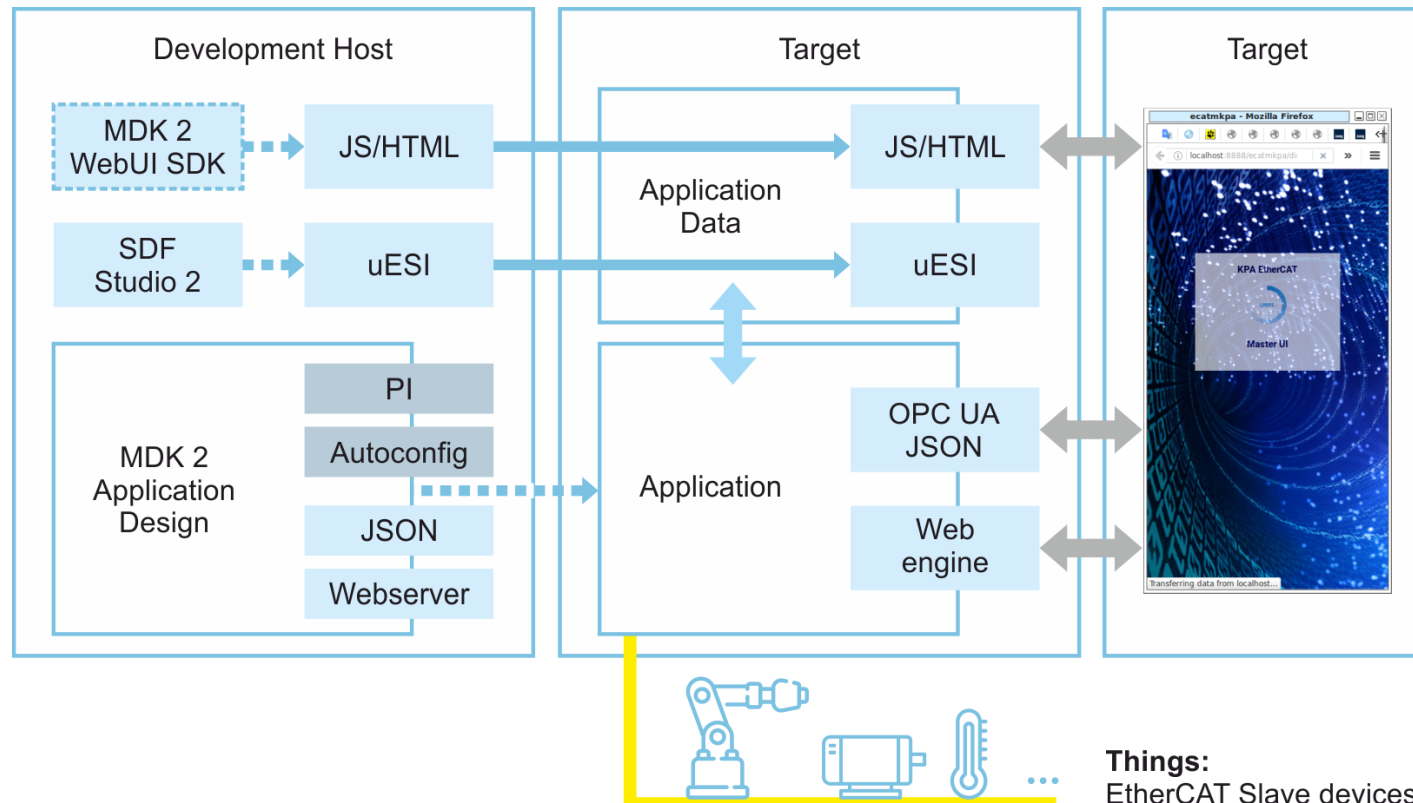 Development Host
MDK 2
WebUI SDK
JS/HTML
SDF
Studio 2
uESI
MDK 2
Application
Design
PI
Autoconfig
JSON
Webserver
Target
Application
Data
JS/HTML
uESI
Application
OPC UA
JSON
Web
engine
Target
ecatmkpa - Mozilla Firefox
localhost:8888/ecatmkpa/di
KPA EtherCAT
Master UI
Transferring data from localhost...
Things:
EtherCAT Slave devices